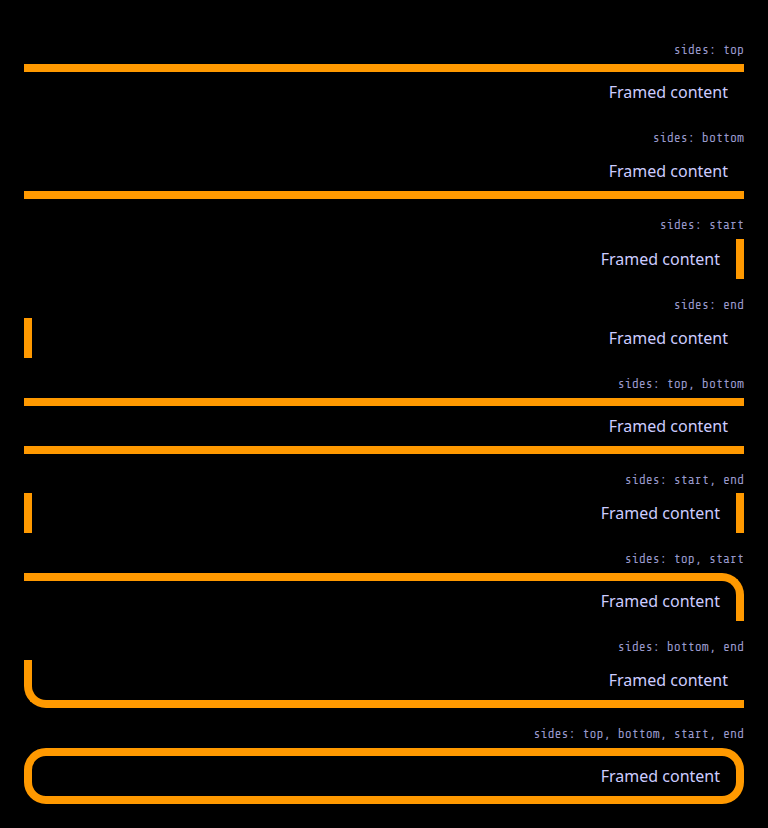 sides: top
Framed content
sides: bottom
Framed content
sides: start
Framed content
sides: end
Framed content
sides: top, bottom
Framed content
sides: start, end
Framed content
sides: top, start
Framed content
sides: bottom, end
Framed content
sides: top, bottom, start, end
Framed content